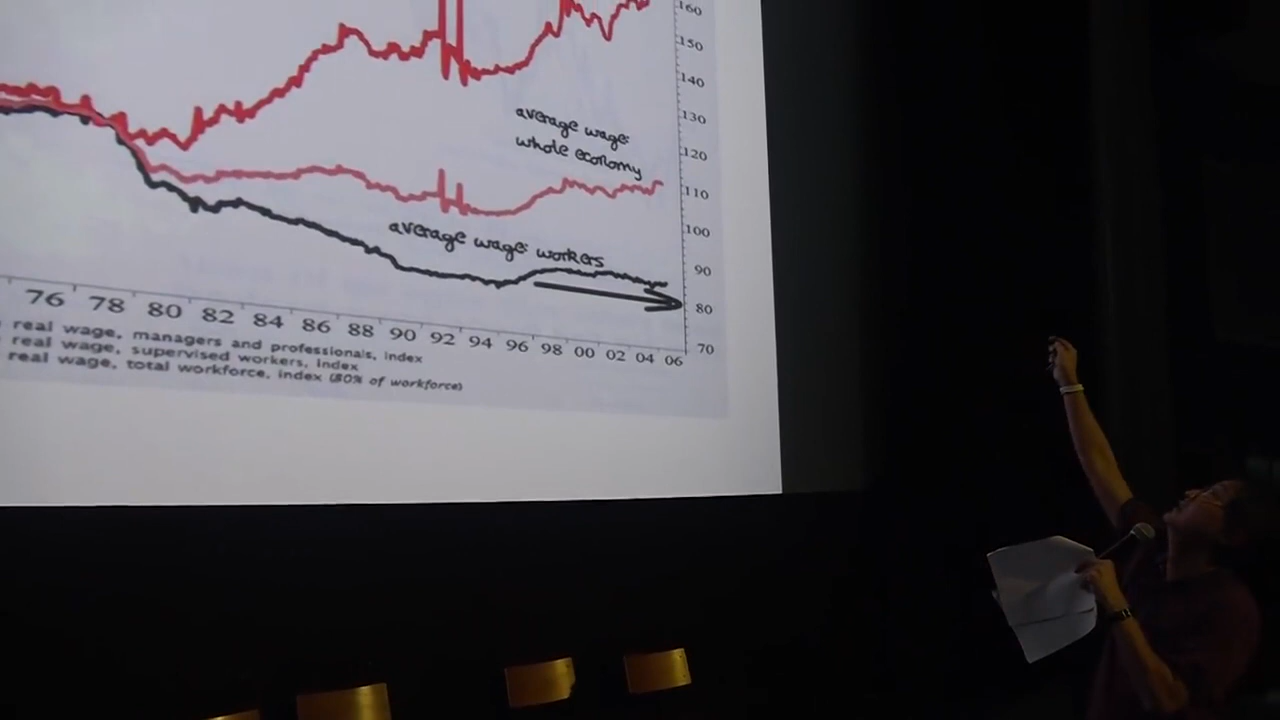 160
150
140
130
average wage:
whole economy
120
110
average wage: workers
100
90
80
70
76 78 80 82 84 86 88 90 92 94 96 98 00 02 04 06
real wage, managers and professionals, index
real wage, supervised workers, index
real wage, total workforce, index (80% of workforce)